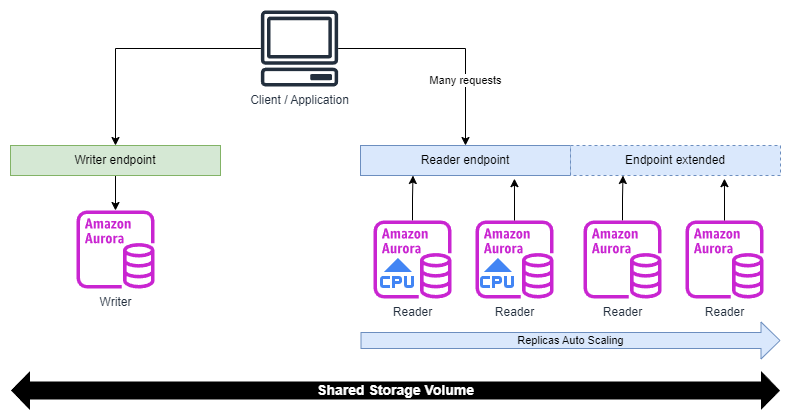 Client / Application
Many requests
Writer endpoint
Reader endpoint
Endpoint extended
Amazon
Aurora
Writer
Amazon
Aurora
CPU
Reader
Amazon
Aurora
CPU
Reader
Amazon
Aurora
Reader
Amazon
Aurora
Reader
Replicas Auto Scaling
Shared Storage Volume